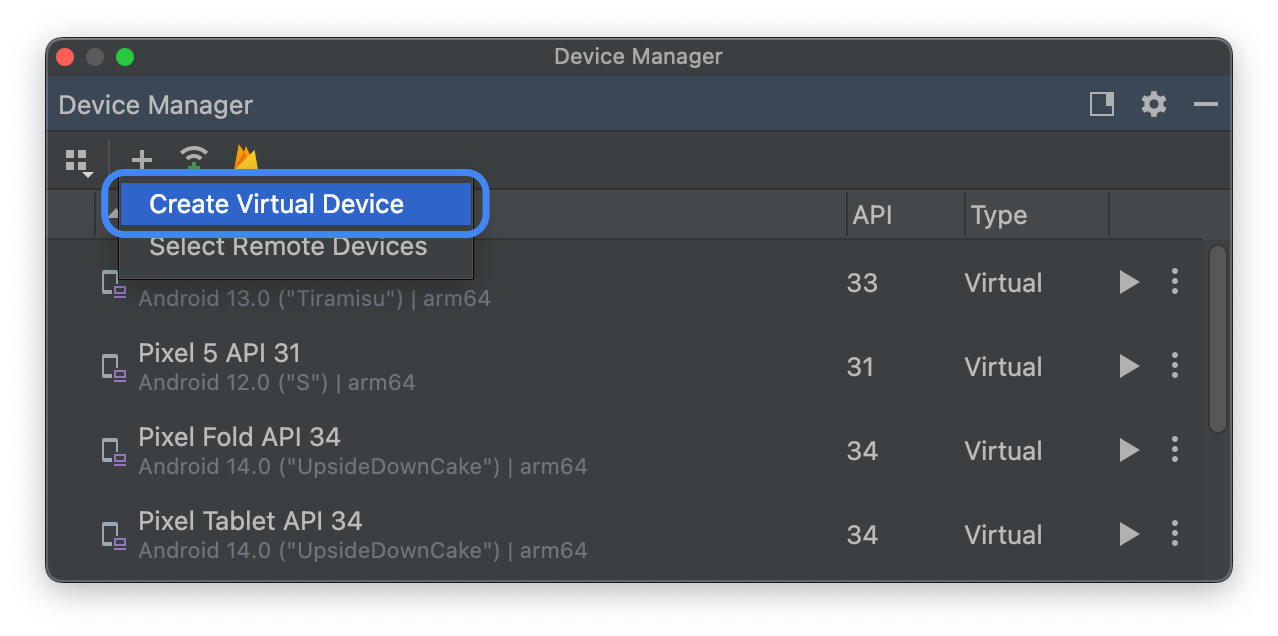 Device Manager
Device Manager
Create Virtual Device
Select Remote Devices
API
Type
Android 13.0 ("Tiramisu") | arm64
33
Virtual
Pixel 5 API 31
Android 12.0 ("S") | arm64
31
Virtual
Pixel Fold API 34
Android 14.0 ("UpsideDownCake") | arm64
34
Virtual
Pixel Tablet API 34
Android 14.0 ("UpsideDownCake") | arm64
34
Virtual